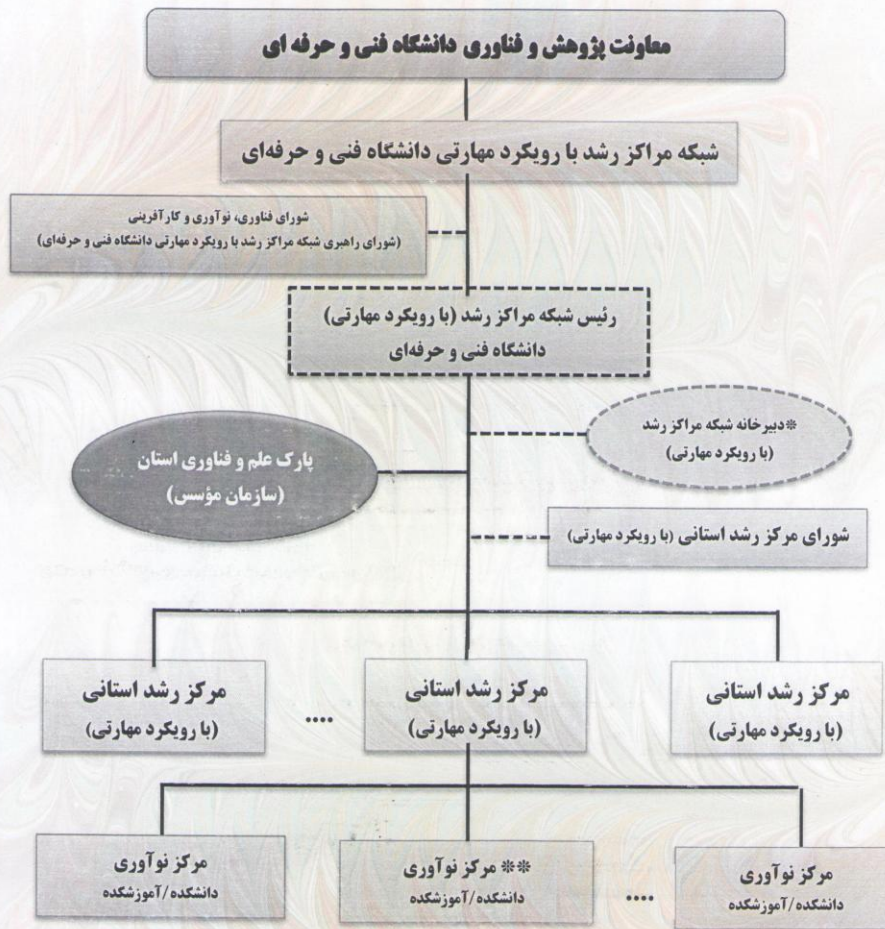 معاونت پژوهش و فناوری دانشگاه فنی و حرفه ای
شبکه مراکز رشد با رویکرد مهارتی دانشگاه فنی و حرفه‌ای
شورای فناوری، نوآوری و کارآفرینی
(شورای راهبری شبکه مراکز رشد با رویکرد مهارتی دانشگاه فنی و حرفه‌ای)
رئیس شبکه مراکز رشد (با رویکرد مهارتی)
دانشگاه فنی و حرفه‌ای
*دبیرخانه شبکه مراکز رشد
(با رویکرد مهارتی)
پارک علم و فناوری استان
(سازمان مؤسس)
شورای مرکز رشد استانی (با رویکرد مهارتی)
مرکز رشد استانی
(با رویکرد مهارتی)
مرکز رشد استانی
(با رویکرد مهارتی)
....
مرکز رشد استانی
(با رویکرد مهارتی)
مرکز نوآوری
دانشکده/آموزشکده
....
** مرکز نوآوری
دانشکده/آموزشکده
مرکز نوآوری
دانشکده/آموزشکده